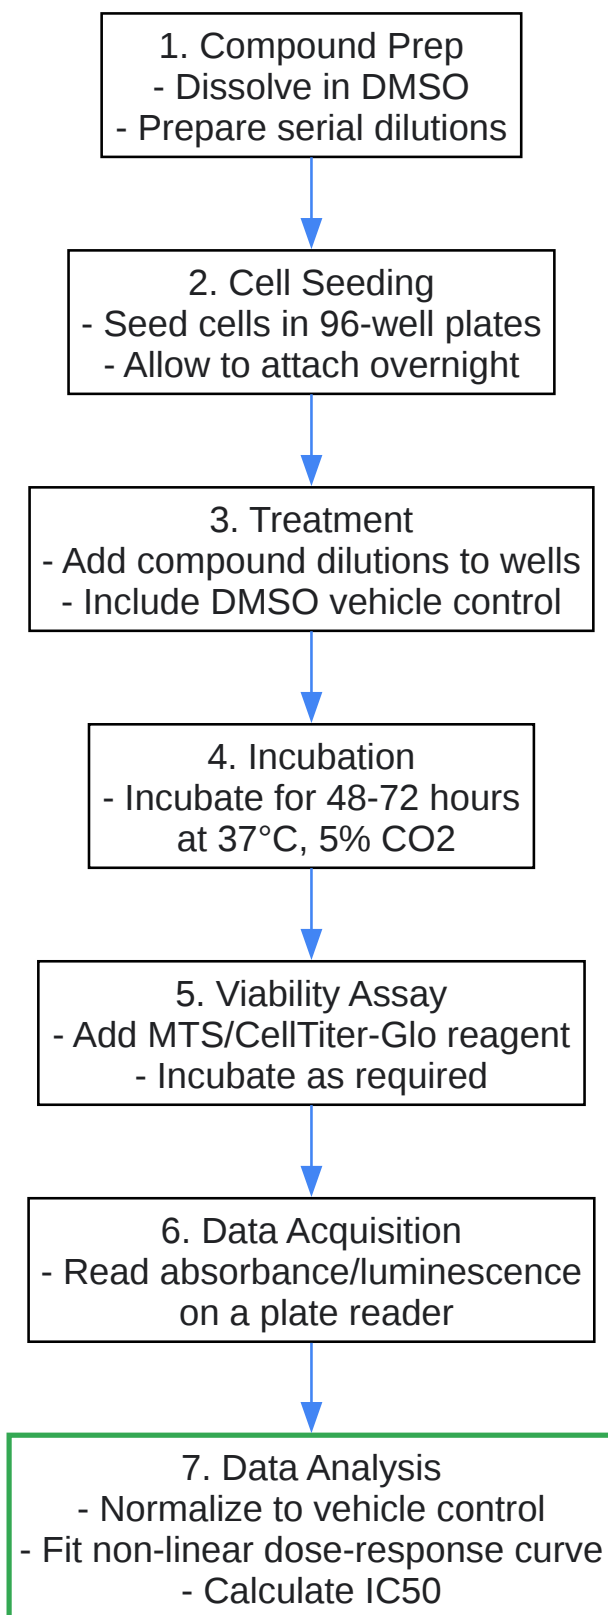 1. Compound Prep
- Dissolve in DMSO
- Prepare serial dilutions
2. Cell Seeding
- Seed cells in 96-well plates
- Allow to attach overnight
3. Treatment
- Add compound dilutions to wells
- Include DMSO vehicle control
4. Incubation
- Incubate for 48-72 hours
at 37°C, 5% CO2
5. Viability Assay
- Add MTS/CellTiter-Glo reagent
- Incubate as required
6. Data Acquisition
- Read absorbance/luminescence
on a plate reader
7. Data Analysis
- Normalize to vehicle control
- Fit non-linear dose-response curve
- Calculate IC50